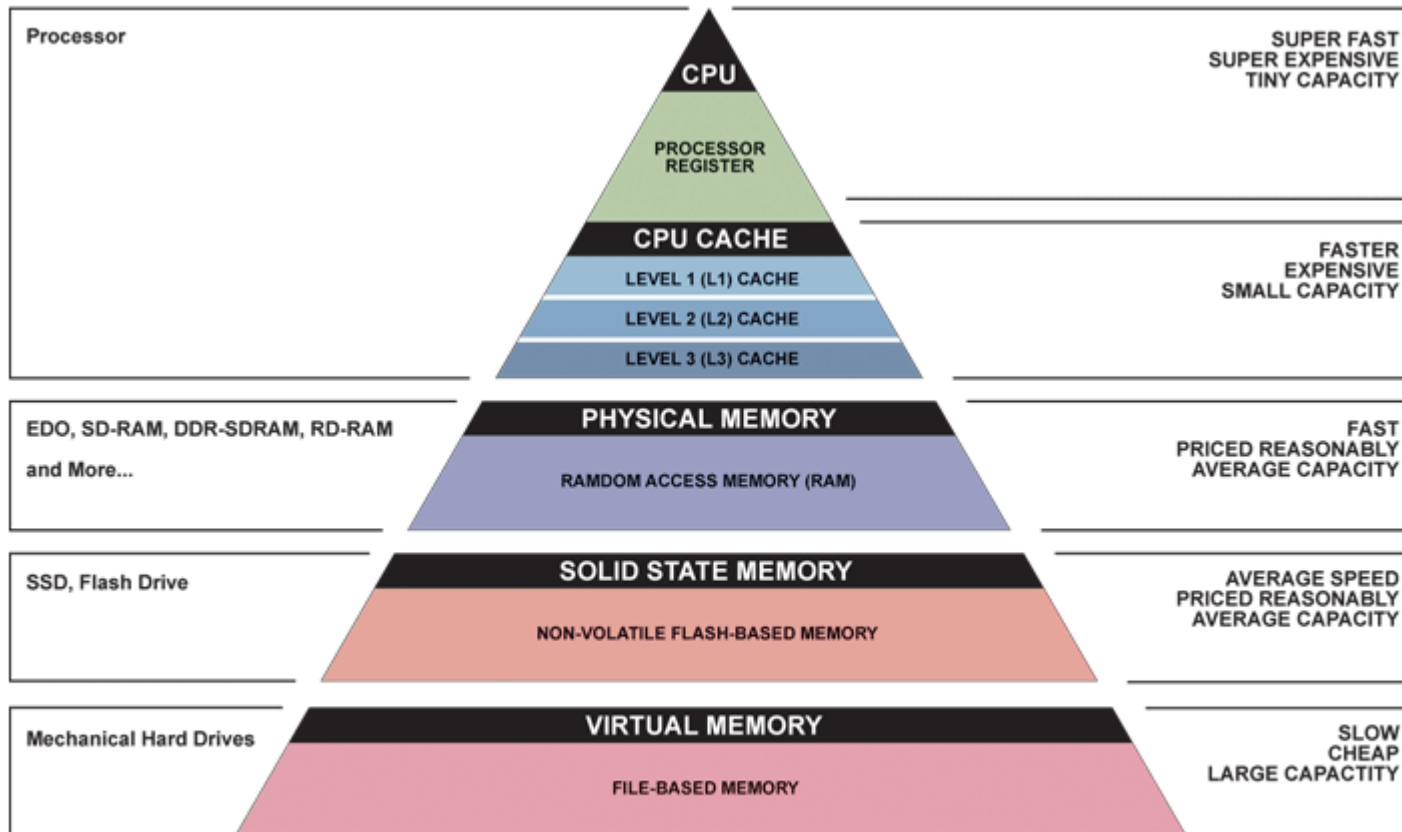 Processor
CPU
SUPER FAST
SUPER EXPENSIVE
TINY CAPACITY
PROCESSOR
REGISTER
CPU CACHE
LEVEL 1 (L1) CACHE
LEVEL 2 (L2) CACHE
LEVEL 3 (L3) CACHE
FASTER
EXPENSIVE
SMALL CAPACITY
EDO, SD-RAM, DDR-SDRAM, RD-RAM
and More...
PHYSICAL MEMORY
RAMDOM ACCESS MEMORY (RAM)
FAST
PRICED REASONABLY
AVERAGE CAPACITY
SSD, Flash Drive
SOLID STATE MEMORY
NON-VOLATILE FLASH-BASED MEMORY
AVERAGE SPEED
PRICED REASONABLY
AVERAGE CAPACITY
Mechanical Hard Drives
VIRTUAL MEMORY
FILE-BASED MEMORY
SLOW
CHEAP
LARGE CAPACTITY